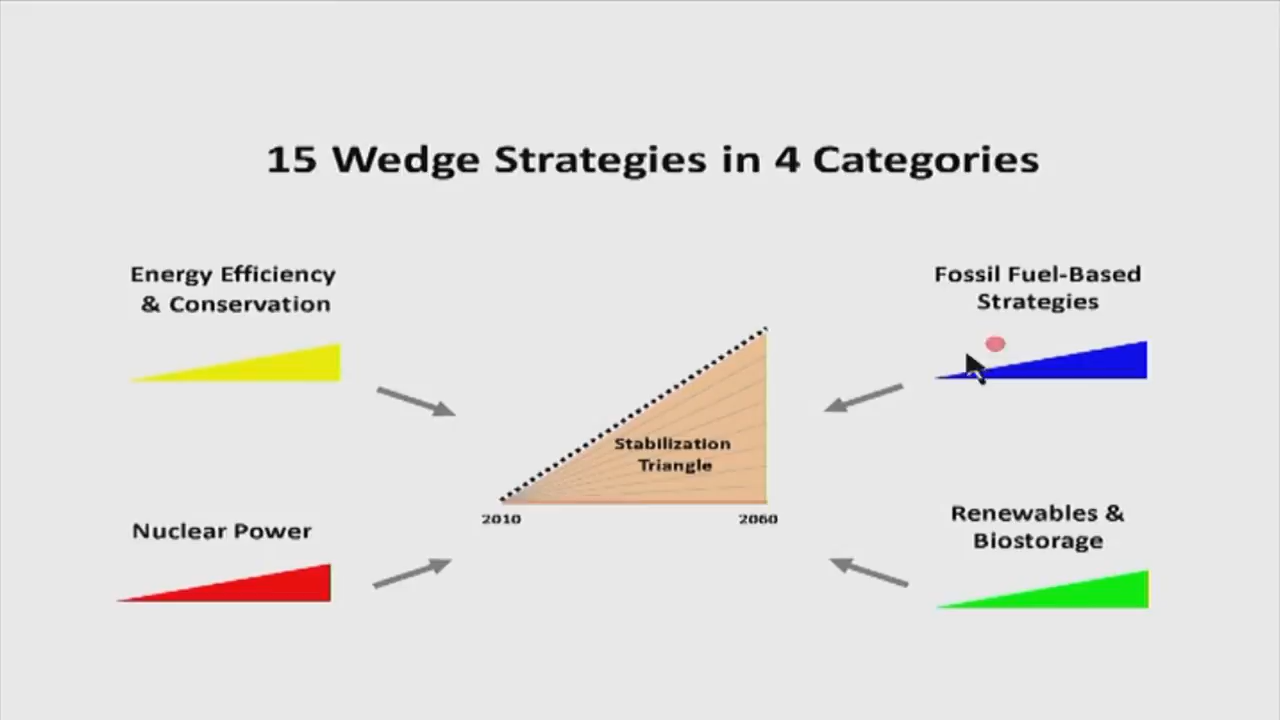 15 Wedge Strategies in 4 Categories
Energy Efficiency
& Conservation
Fossil Fuel-Based
Strategies
Stabilization
Triangle
2010
2060
Nuclear Power
Renewables &
Biostorage